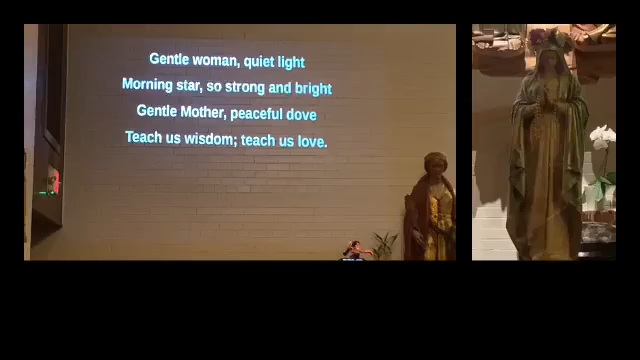 Gentle woman, quiet light
Morning star, so strong and bright
Gentle Mother, peaceful dove
Teach us wisdom; teach us love.